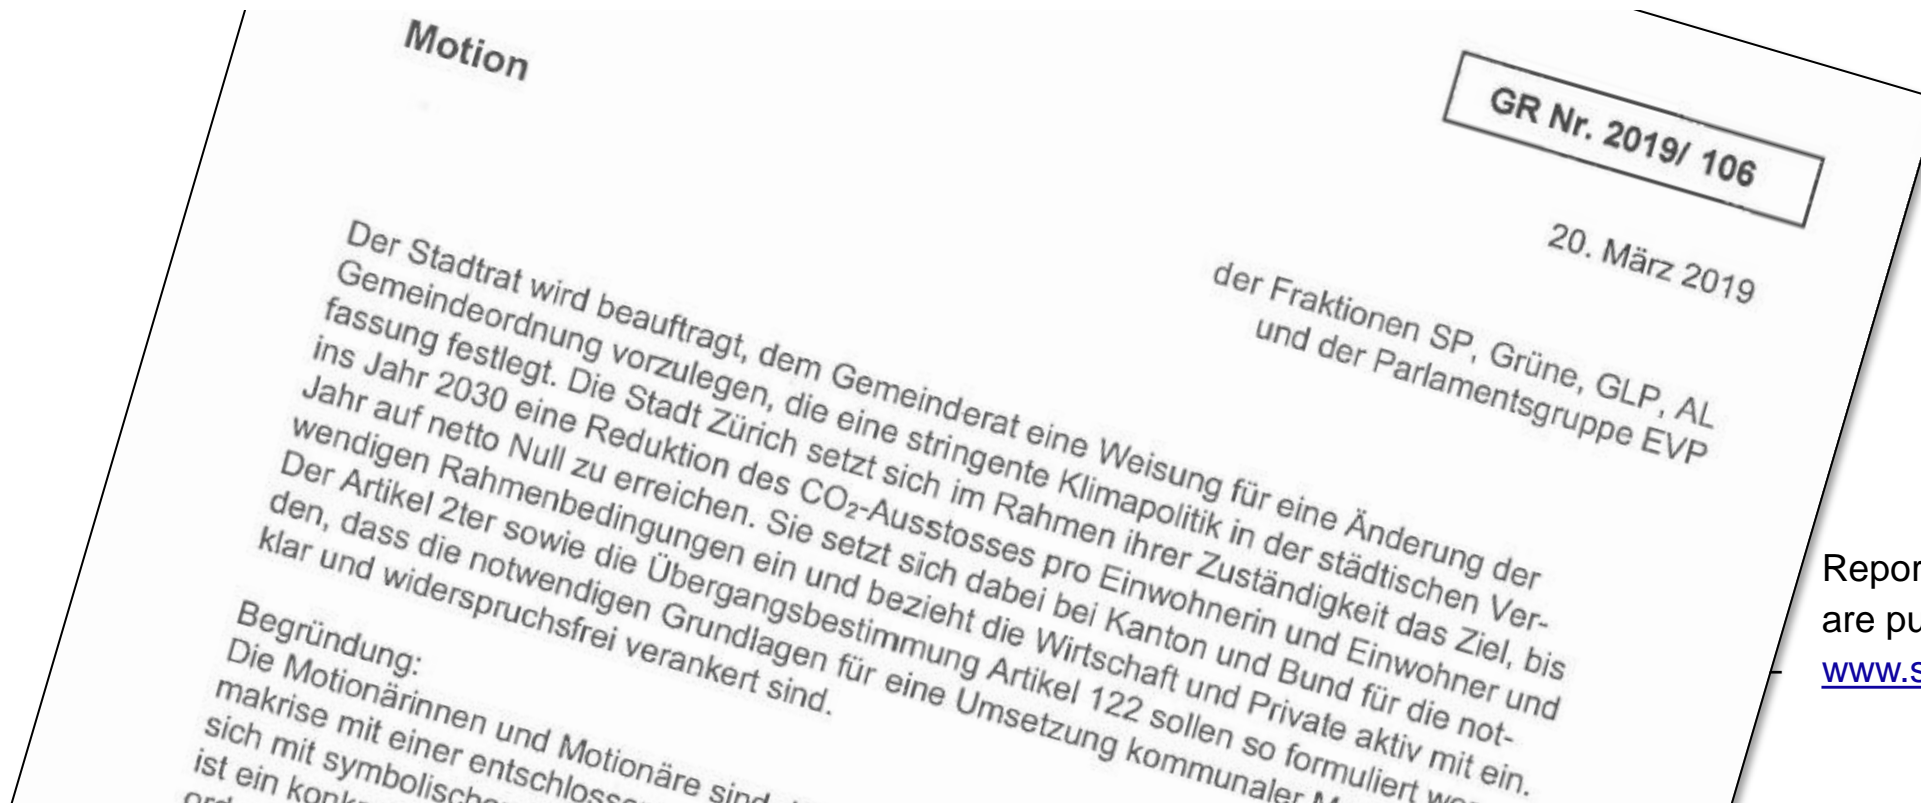 Motion
GR Nr. 2019/ 106
20. März 2019
der Fraktionen SP, Grüne, GLP, AL
und der Parlamentsgruppe EVP
Der Stadtrat wird beauftragt, dem Gemeinderat eine Weisung für eine Änderung der
Gemeindeordnung vorzulegen, die eine stringente Klimapolitik in der städtischen Ver-
fassung festlegt. Die Stadt Zürich setzt sich im Rahmen ihrer Zuständigkeit das Ziel, bis
ins Jahr 2030 eine Reduktion des CO₂-Ausstosses pro Einwohnerin und Einwohner und
Jahr auf netto Null zu erreichen. Sie setzt sich dabei bei Kanton und Bund für die not-
wendigen Rahmenbedingungen ein und bezieht die Wirtschaft und Private aktiv mit ein.
Der Artikel 2ter sowie die Übergangsbestimmung Artikel 122 sollen so formuliert wer-
den, dass die notwendigen Grundlagen für eine Umsetzung kommunaler
klar und widerspruchsfrei verankert sind.
Begründung:
Die Motionärinnen und Motionäre sind
makrise mit einer
sich mit
ist ein
are